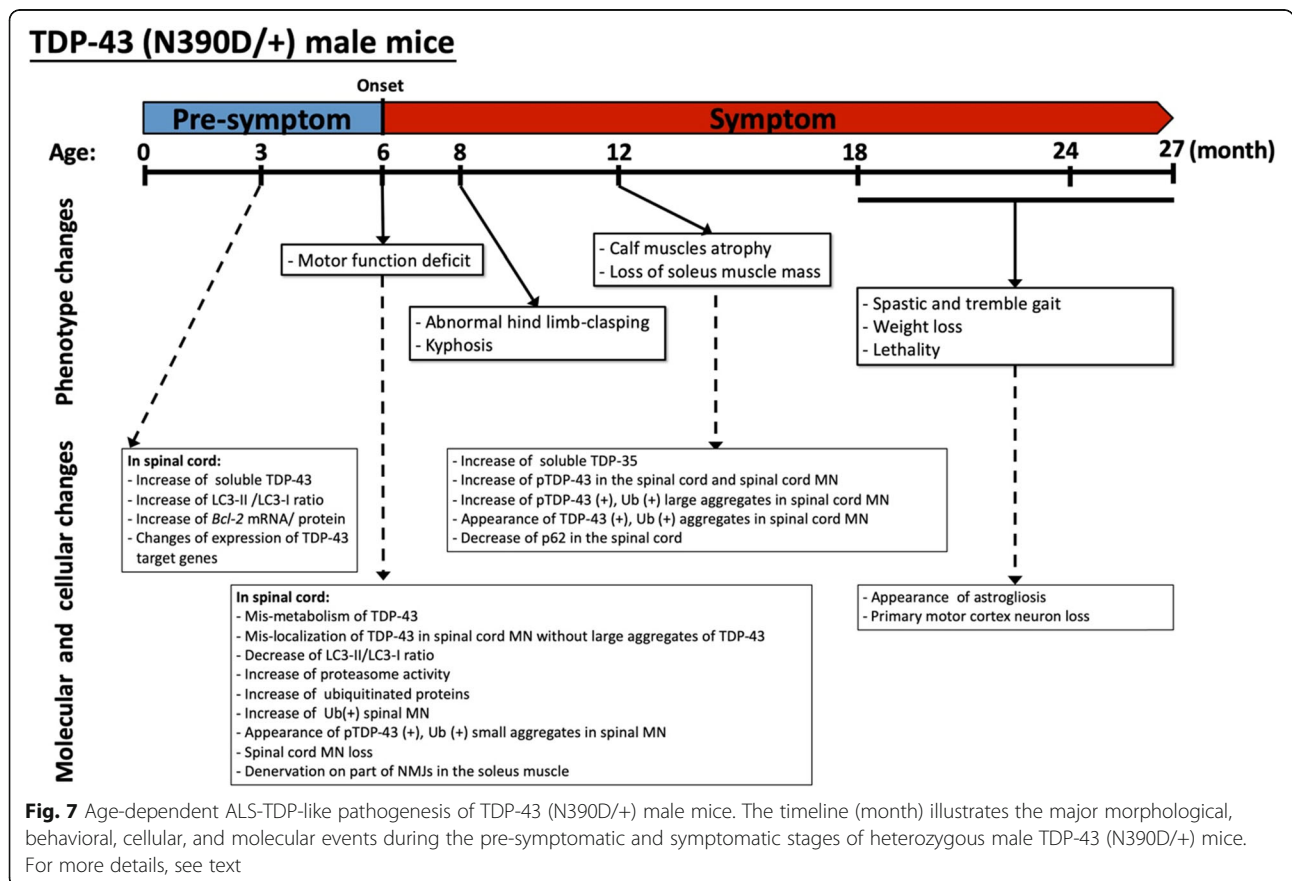 TDP-43 (N390D/+) male mice
Onset
Pre-symptom
Symptom
Age: 0 3 6 8 12 18 24 27 (month)
Phenotype changes
- Motor function deficit
- Abnormal hind limb-clasping
- Kyphosis
- Calf muscles atrophy
- Loss of soleus muscle mass
- Spastic and tremble gait
- Weight loss
- Lethality
Molecular and cellular changes
In spinal cord:
- Increase of soluble TDP-43
- Increase of LC3-II /LC3-I ratio
- Increase of Bcl-2 mRNA/ protein
- Changes of expression of TDP-43
target genes
In spinal cord:
- Mis-metabolism of TDP-43
- Mis-localization of TDP-43 in spinal cord MN without large aggregates of TDP-43
- Decrease of LC3-II/LC3-I ratio
- Increase of proteasome activity
- Increase of ubiquitinated proteins
- Increase of Ub(+) spinal MN
- Appearance of pTDP-43 (+), Ub (+) small aggregates in spinal MN
- Spinal cord MN loss
- Denervation on part of NMJs in the soleus muscle
- Increase of soluble TDP-35
- Increase of pTDP-43 in the spinal cord and spinal cord MN
- Increase of pTDP-43 (+), Ub (+) large aggregates in spinal cord MN
- Appearance of TDP-43 (+), Ub (+) aggregates in spinal cord MN
- Decrease of p62 in the spinal cord
- Appearance of astrogliosis
- Primary motor cortex neuron loss
Fig. 7 Age-dependent ALS-TDP-like pathogenesis of TDP-43 (N390D/+) male mice. The timeline (month) illustrates the major morphological,
behavioral, cellular, and molecular events during the pre-symptomatic and symptomatic stages of heterozygous male TDP-43 (N390D/+) mice.
For more details, see text